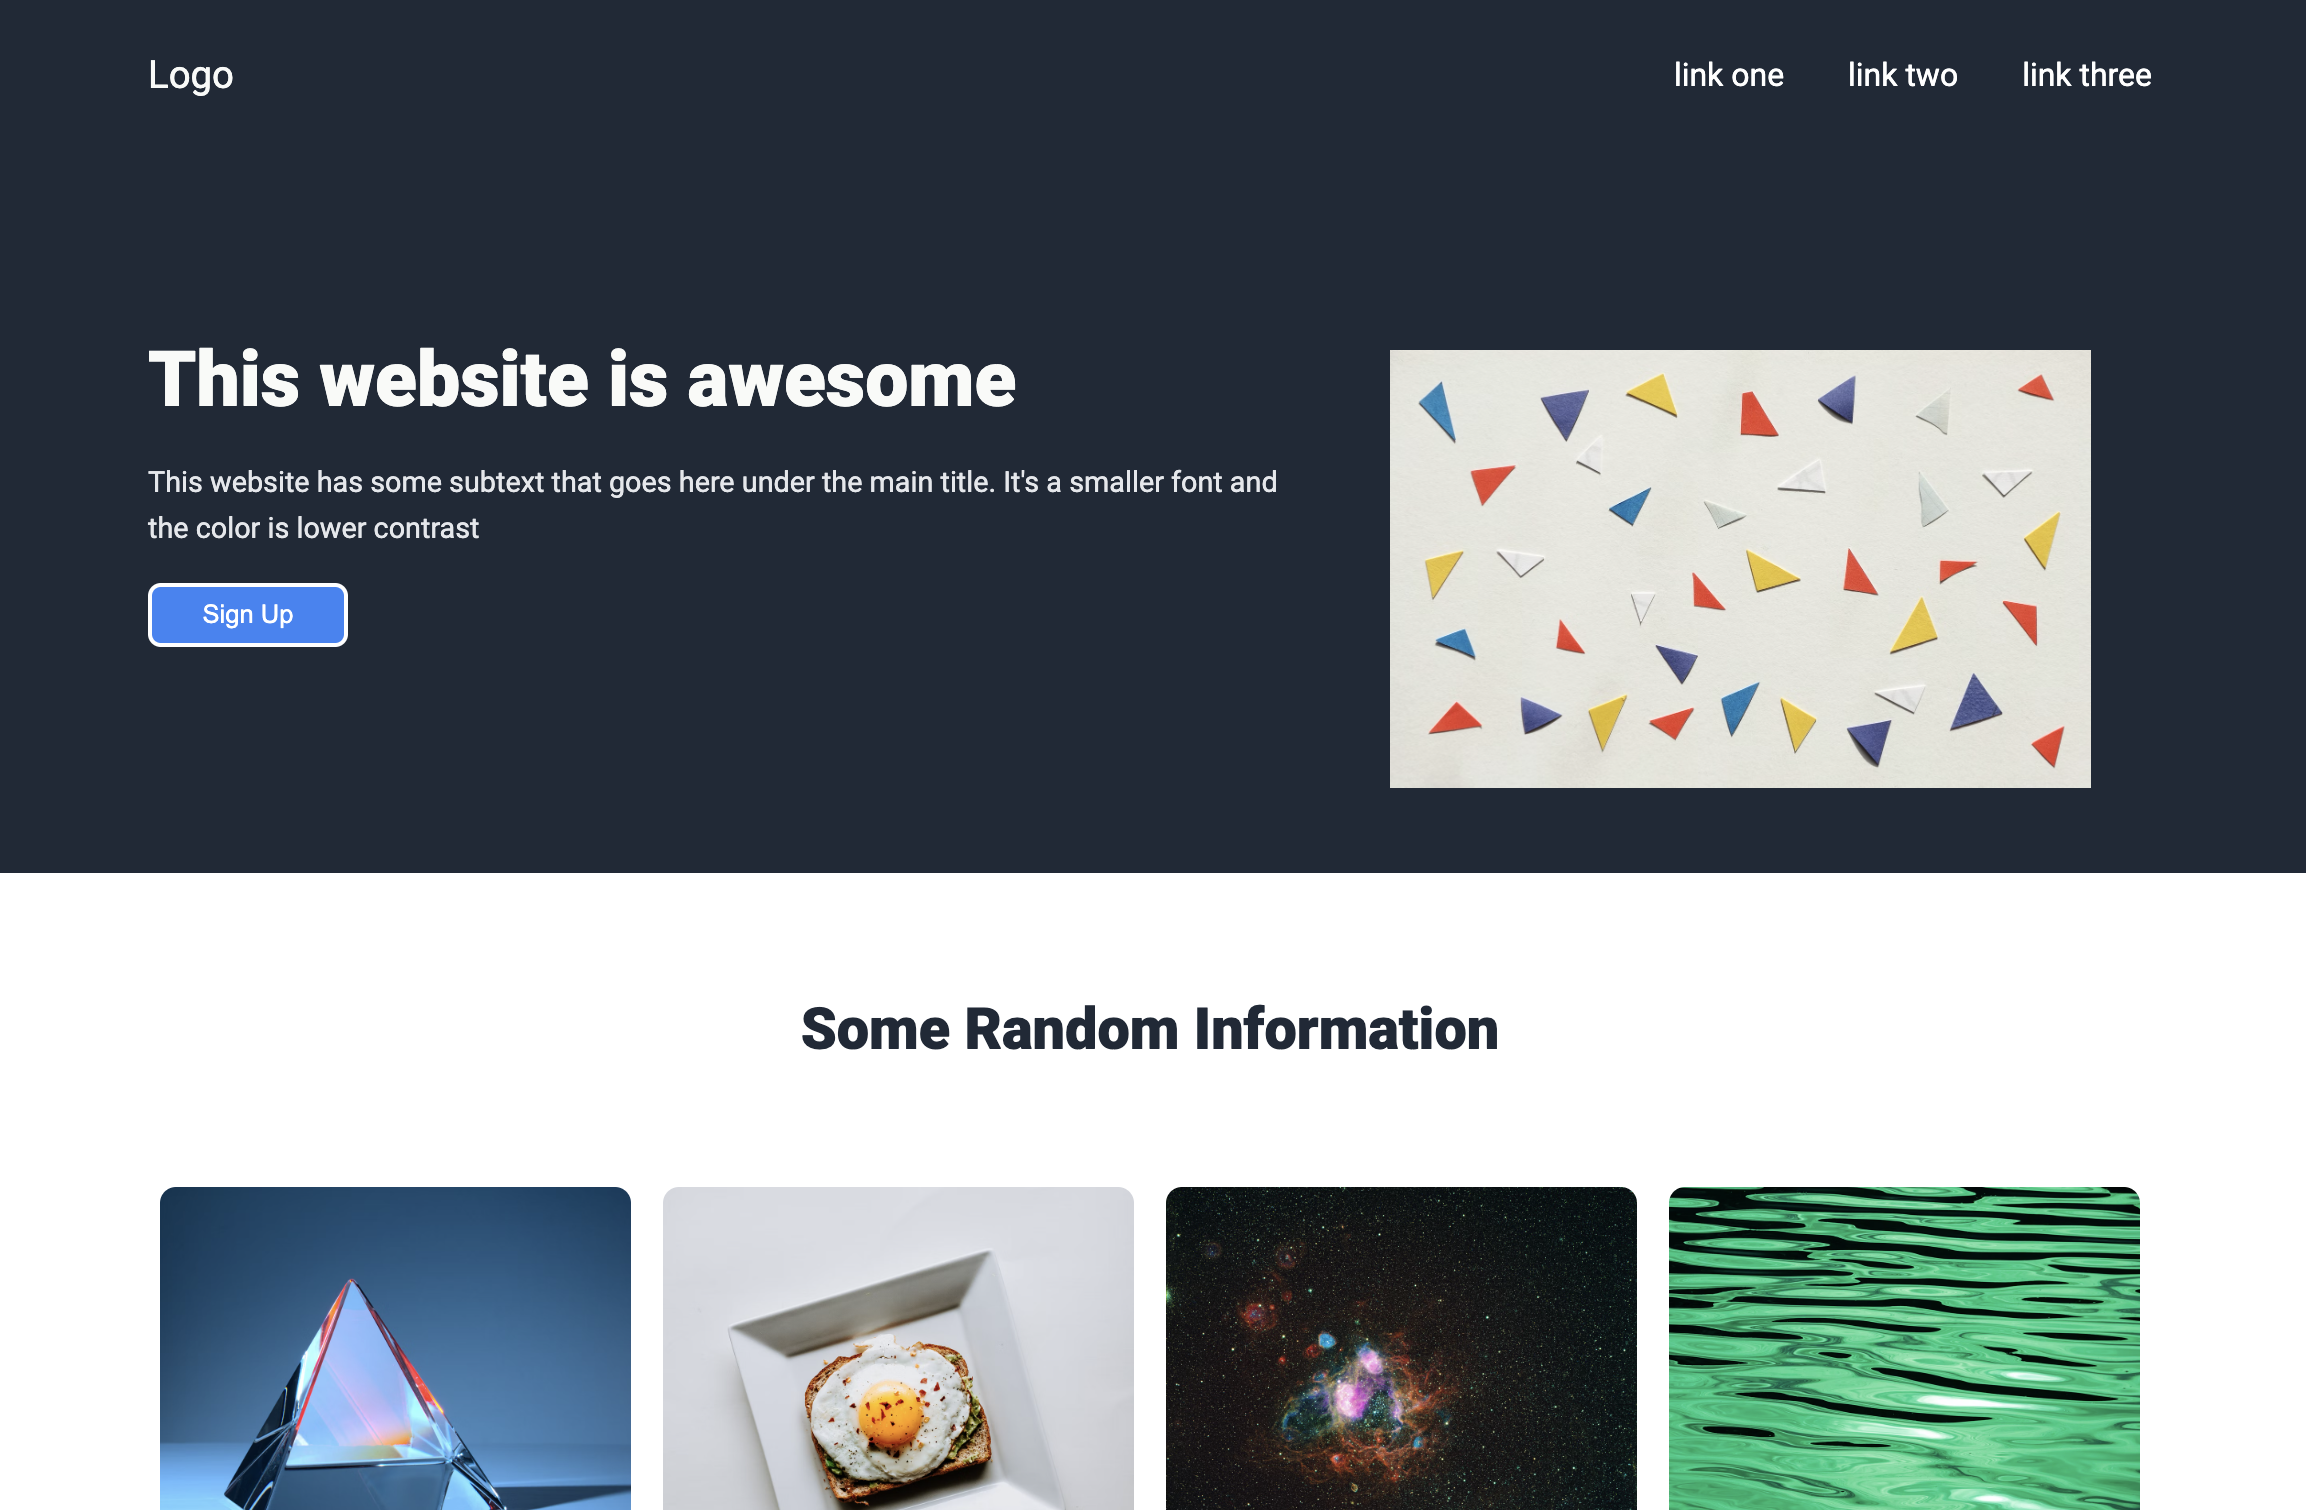 Logo
link one link two link three
This website is awesome
This website has some subtext that goes here under the main title. It's a smaller font and
the color is lower contrast
Sign Up
Some Random Information